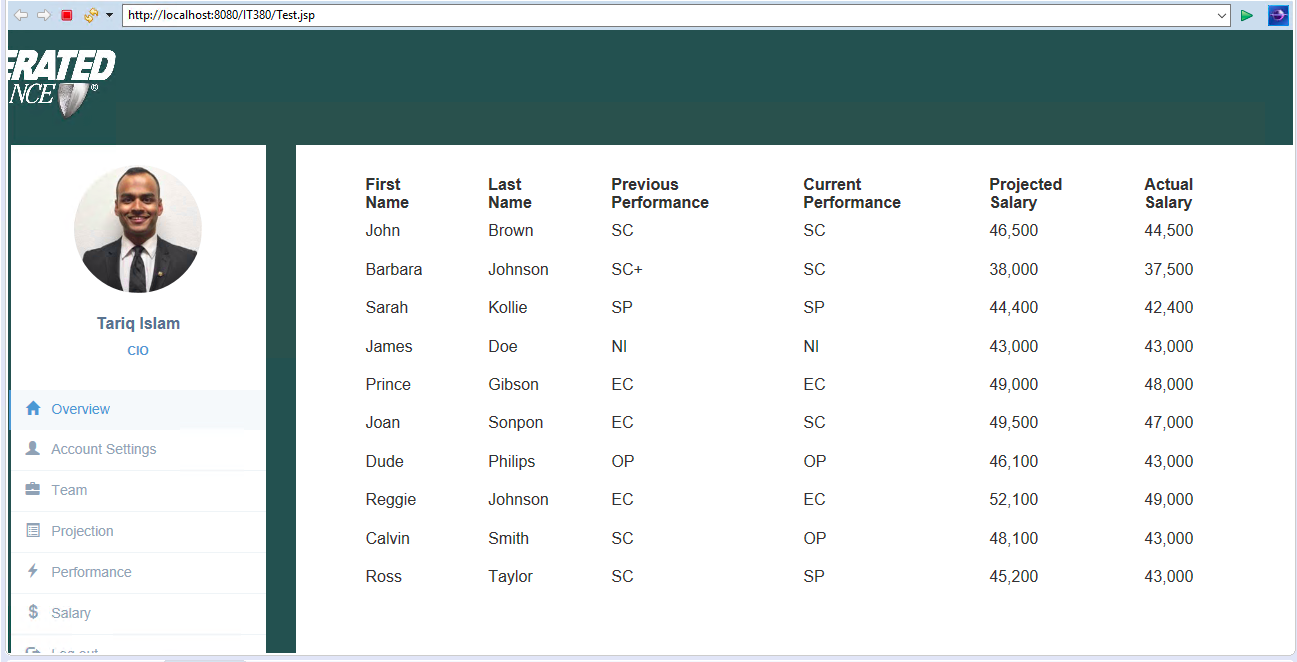 http://localhost:8080/IT380/Test.jsp
ERATED
NCE®
Tariq Islam
CIO
Overview
Account Settings
Team
Projection
Performance
Salary
Log out
First Name Last Name Previous Performance Current Performance Projected Salary Actual Salary
John Brown SC SC 46,500 44,500
Barbara Johnson SC+ SC 38,000 37,500
Sarah Kollie SP SP 44,400 42,400
James Doe NI NI 43,000 43,000
Prince Gibson EC EC 49,000 48,000
Joan Sonpon EC SC 49,500 47,000
Dude Philips OP OP 46,100 43,000
Reggie Johnson EC EC 52,100 49,000
Calvin Smith SC OP 48,100 43,000
Ross Taylor SC SP 45,200 43,000